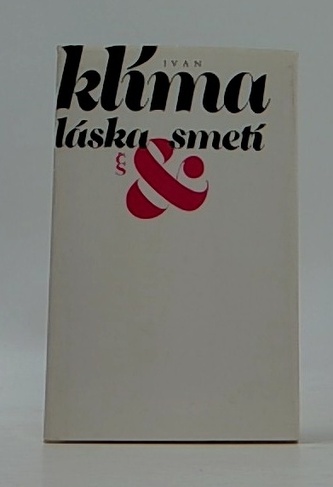 IVAN
klíma
láska & smetí